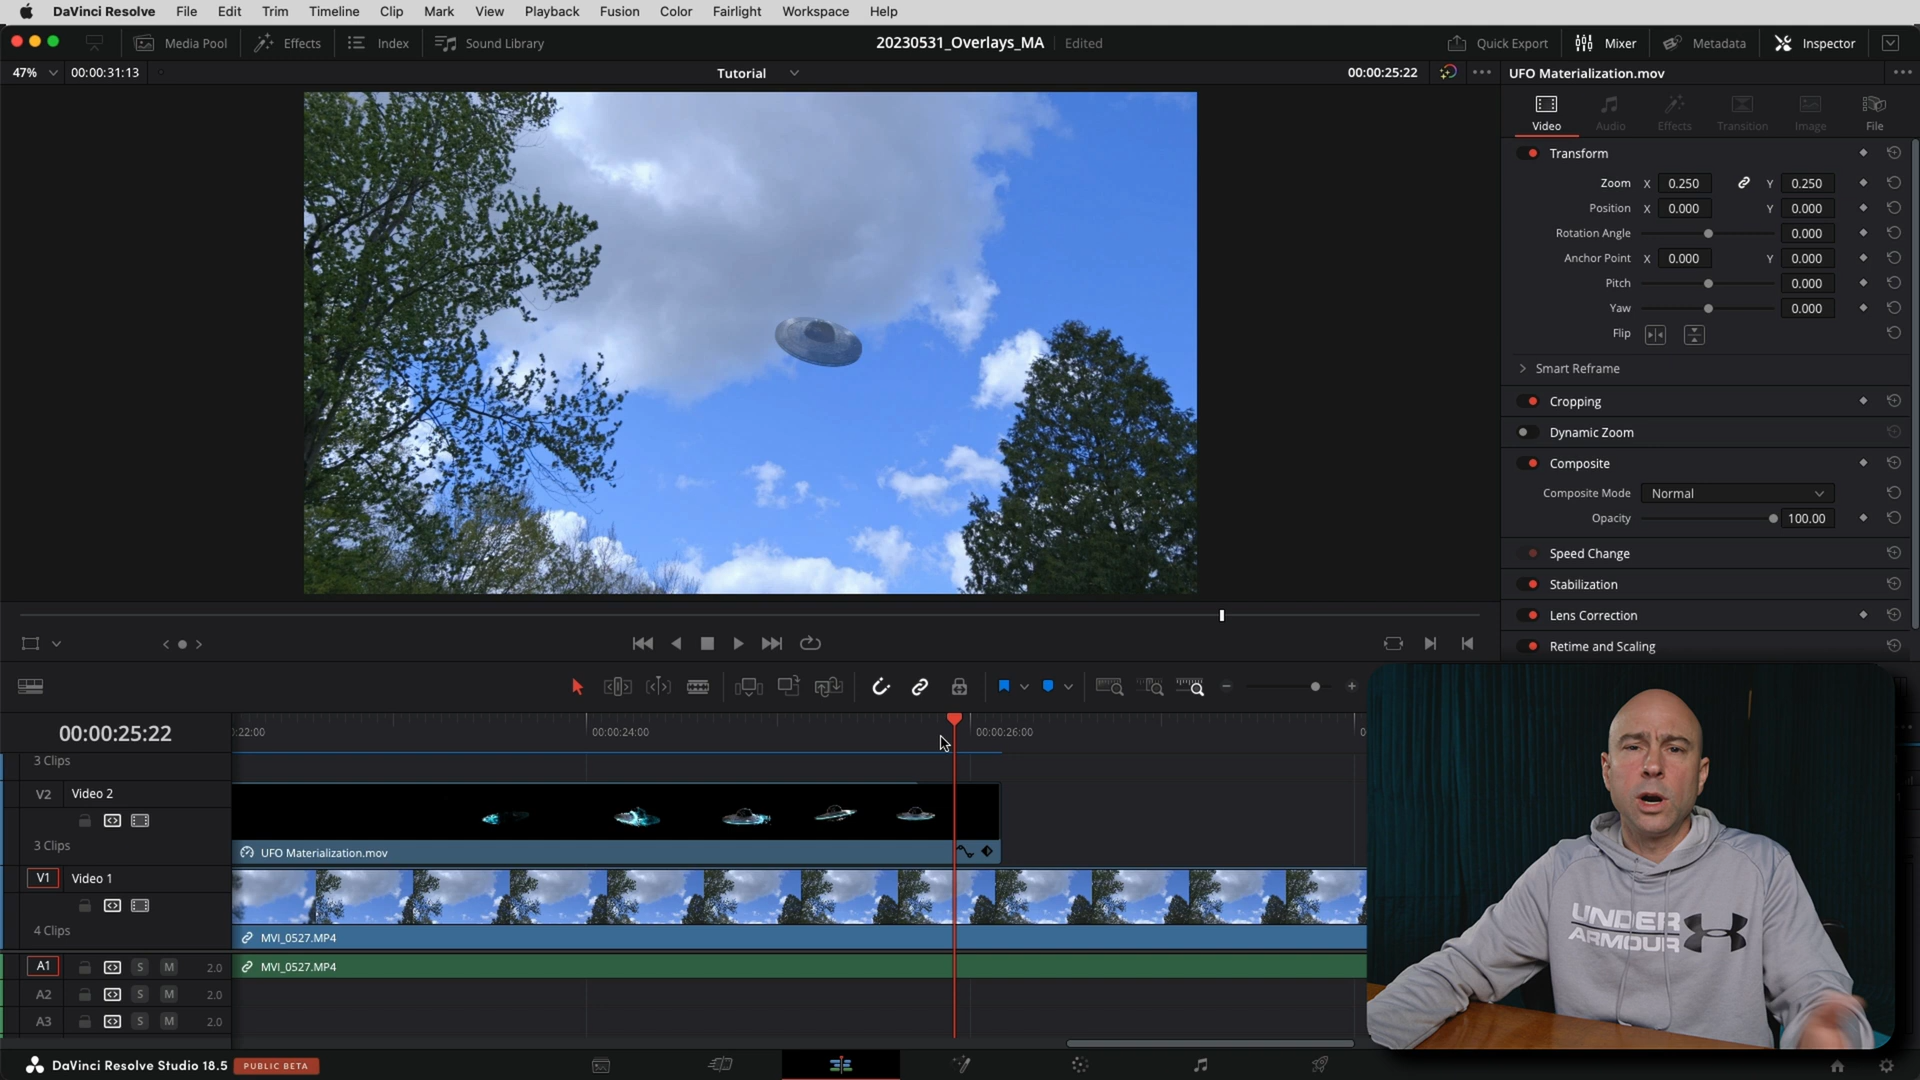 DaVinci Resolve File Edit Trim Timeline Clip Mark View Playback Fusion Color Fairlight Workspace Help
Media Pool Effects Index Sound Library 20230531_Overlays_MA Edited Quick Export Mixer Metadata Inspector
47% 00:00:31:13 Tutorial 00:00:25:22 UFO Materialization.mov
Video Audio Effects Transition Image File
Transform
Zoom X 0.250 Y 0.250
Position X 0.000 Y 0.000
Rotation Angle 0.000
Anchor Point X 0.000 Y 0.000
Pitch 0.000
Yaw 0.000
Flip
Smart Reframe
Cropping
Dynamic Zoom
Composite
Composite Mode Normal
Opacity 100.00
Speed Change
Stabilization
Lens Correction
Retime and Scaling
00:00:25:22 :22:00 00:00:24:00 00:00:26:00
3 Clips
V2 Video 2
3 Clips
UFO Materialization.mov
V1 Video 1
4 Clips
MVI_0527.MP4
A1 S M 2.0 MVI_0527.MP4
A2 S M 2.0
A3 S M 2.0
UNDER
ARMOUR
DaVinci Resolve Studio 18.5 PUBLIC BETA